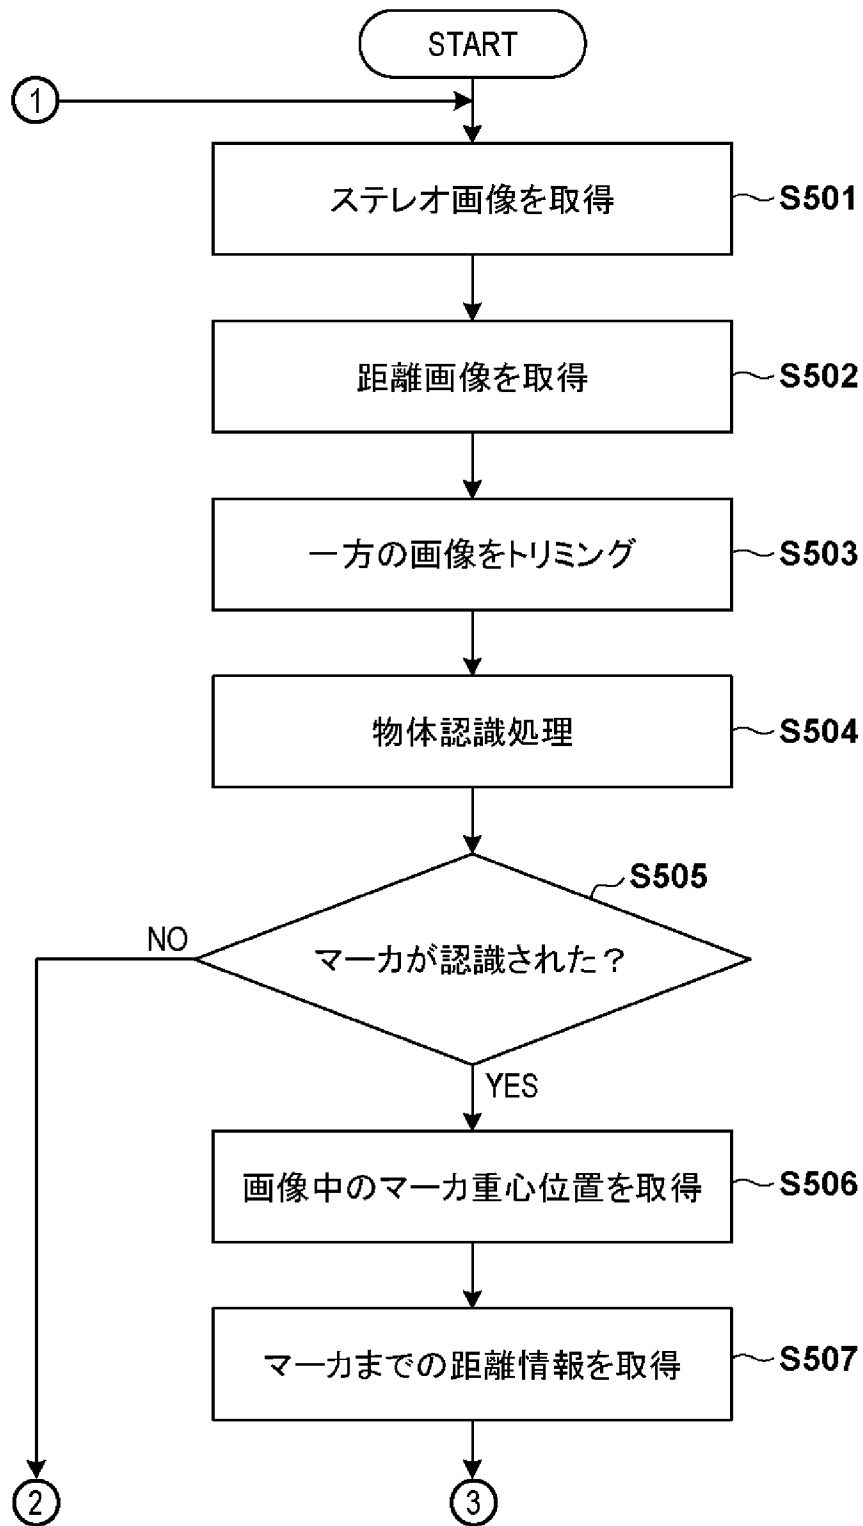 START
1
ステレオ画像を取得
S501
距離画像を取得
S502
一方の画像をトリミング
S503
物体認識処理
S504
S505
NO
マーカが認識された？
YES
画像中のマーカ重心位置を取得
S506
マーカまでの距離情報を取得
S507
2
3